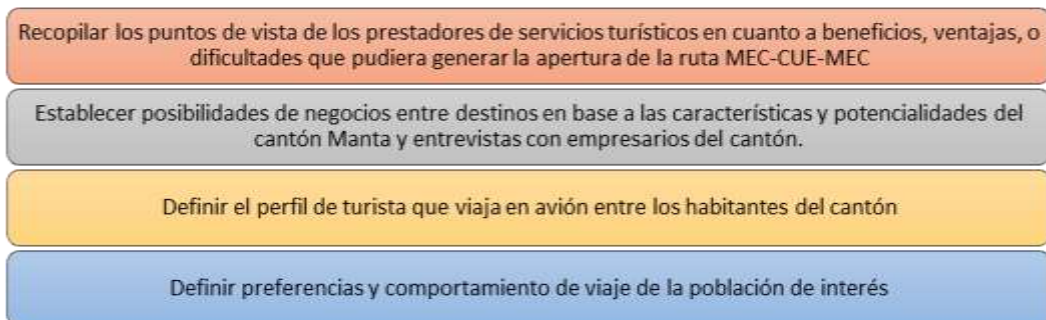 Recopilar los puntos de vista de los prestadores de servicios turísticos en cuanto a beneficios, ventajas, o
dificultades que pudiera generar la apertura de la ruta MEC-CUE-MEC
Establecer posibilidades de negocios entre destinos en base a las características y potencialidades del
cantón Manta y entrevistas con empresarios del cantón.
Definir el perfil de turista que viaja en avión entre los habitantes del cantón
Definir preferencias y comportamiento de viaje de la población de interés